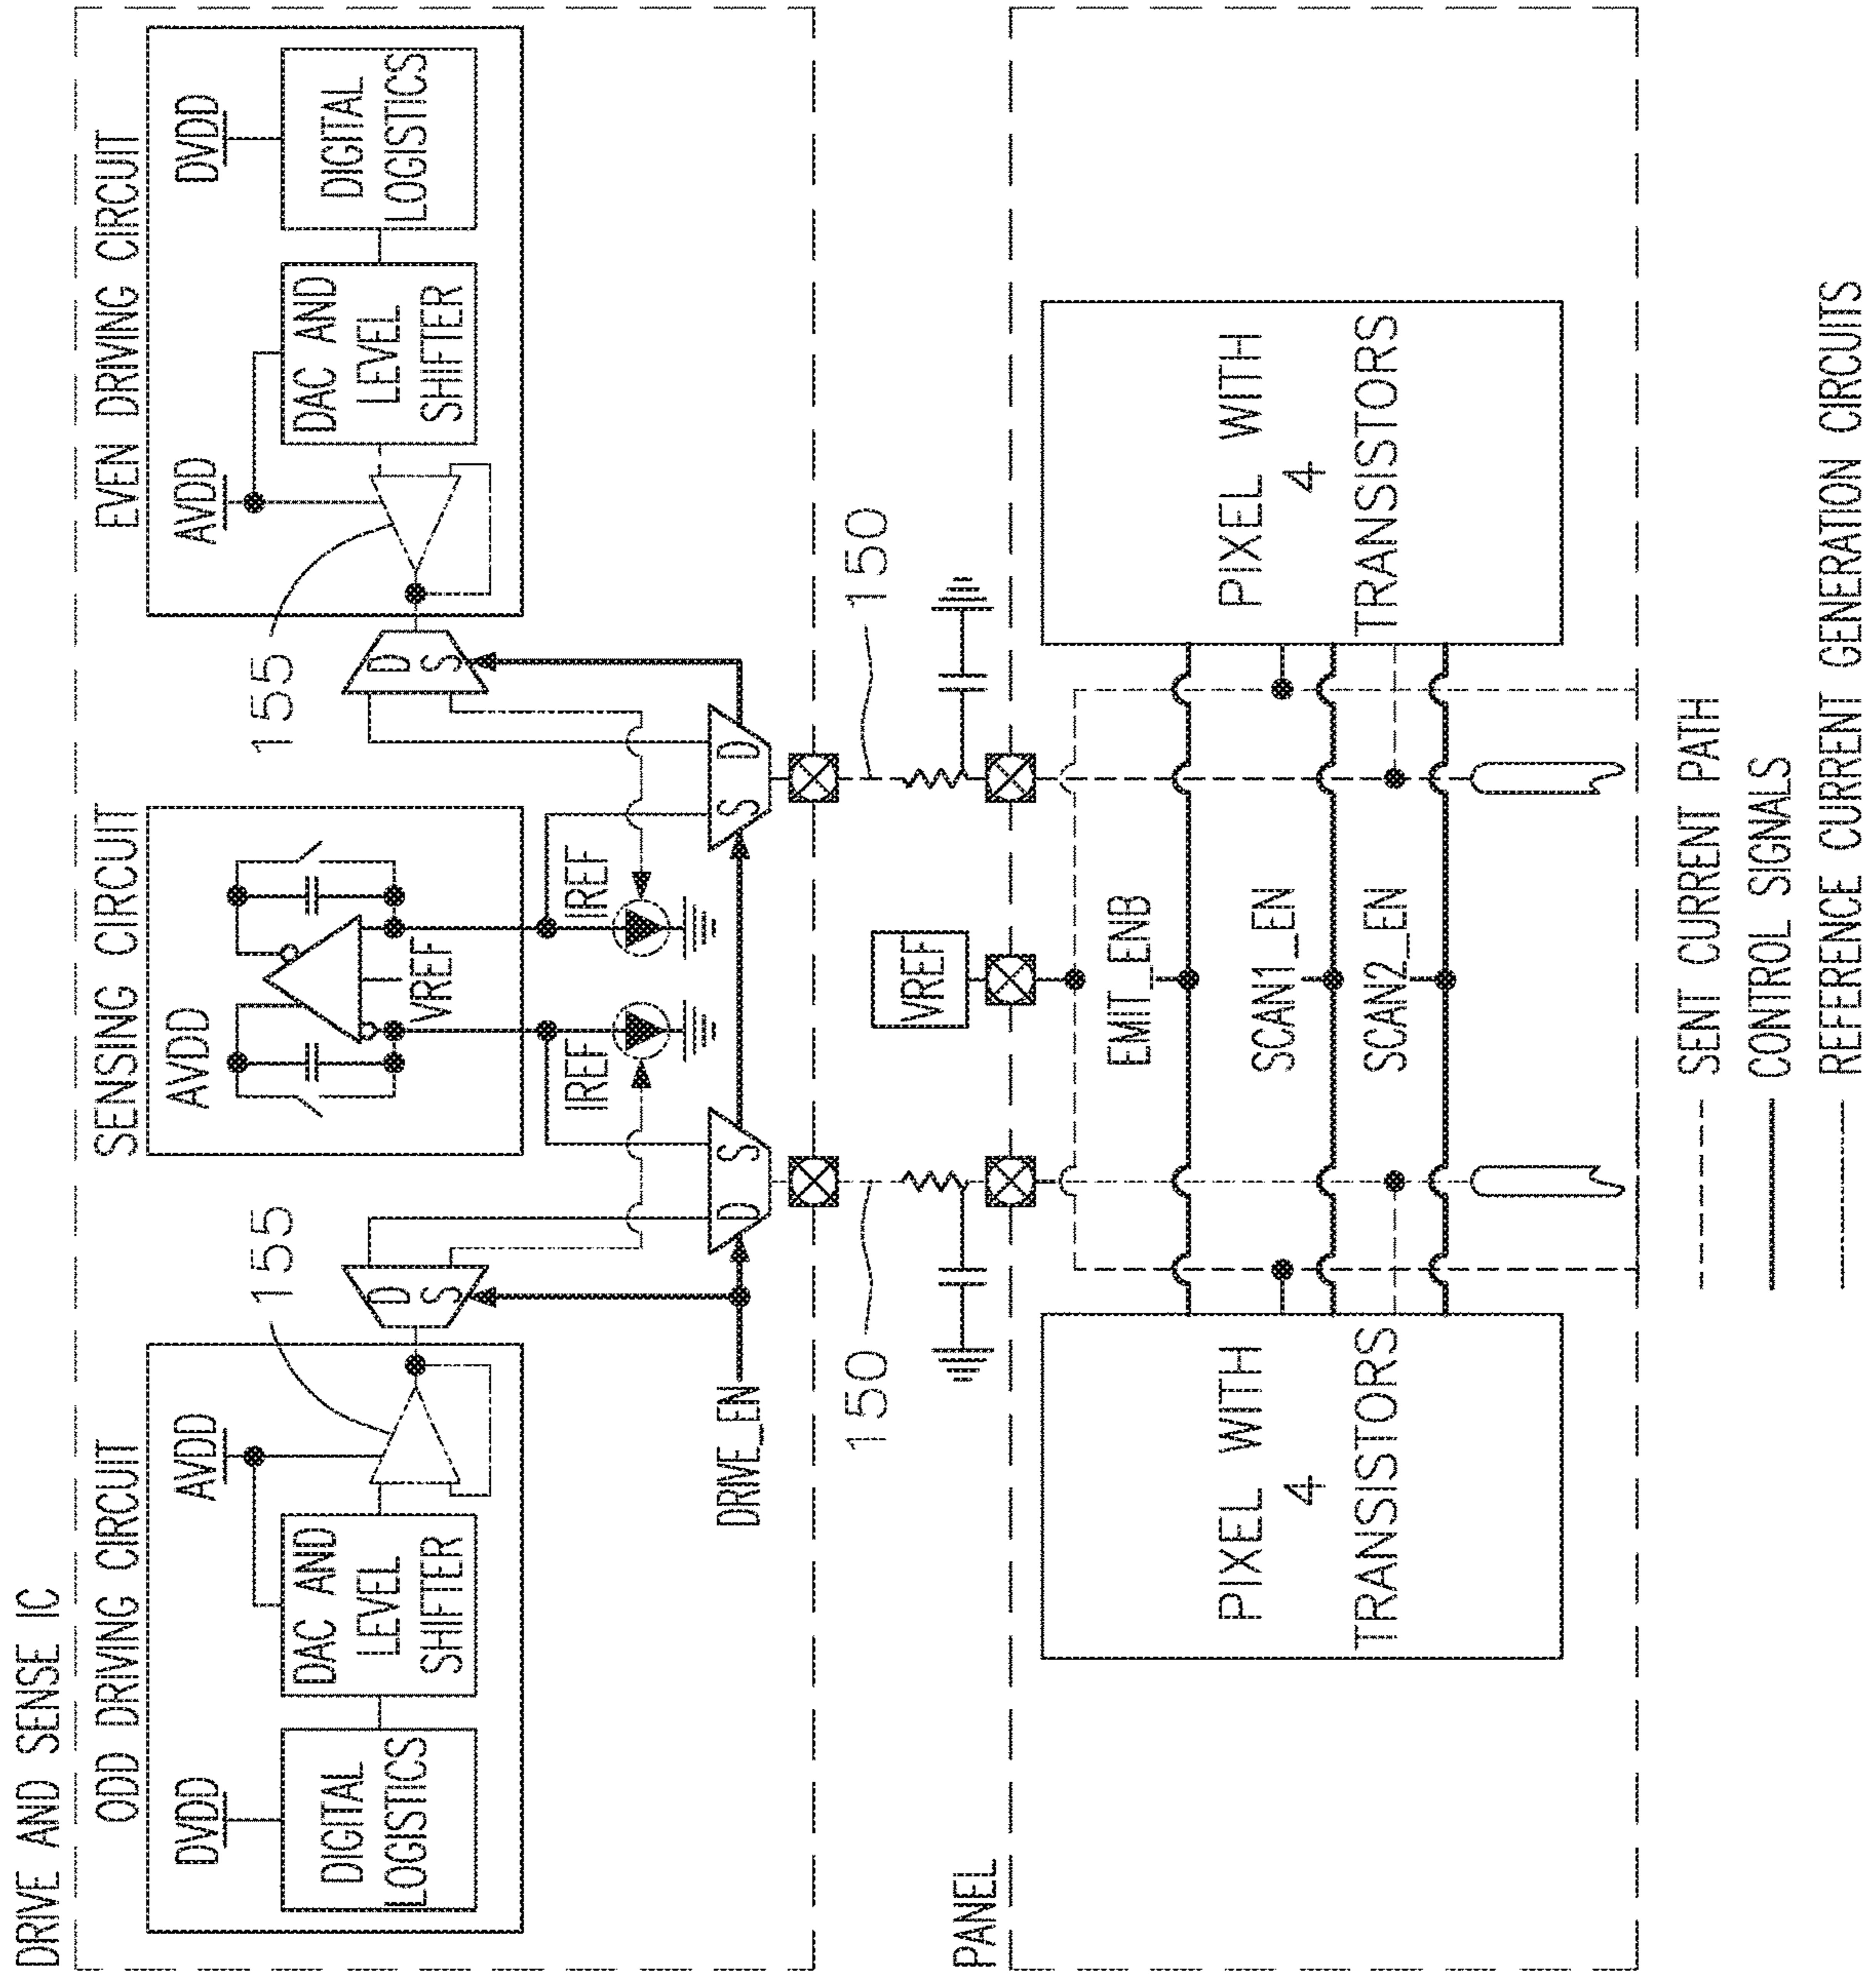 DRIVE AND SENSE IC
ODD DRIVING CIRCUIT
SENSING CIRCUIT
EVEN DRIVING CIRCUIT
DVDD
AVDD
AVDD
AVDD
DVDD
DIGITAL
LOGISTICS
DAC AND
LEVEL
SHIFTER
155
VREF
155
DAC AND
LEVEL
SHIFTER
DIGITAL
LOGISTICS
D
S
IREF
IREF
D
S
DRIVE_EN
D
S
S
D
150
150
VREF
PANEL
EMIT_ENB
SCAN1_EN
SCAN2_EN
PIXEL WITH
4
TRANSISTORS
PIXEL WITH
4
TRANSISTORS
SENT CURRENT PATH
CONTROL SIGNALS
REFERENCE CURRENT GENERATION CIRCUITS